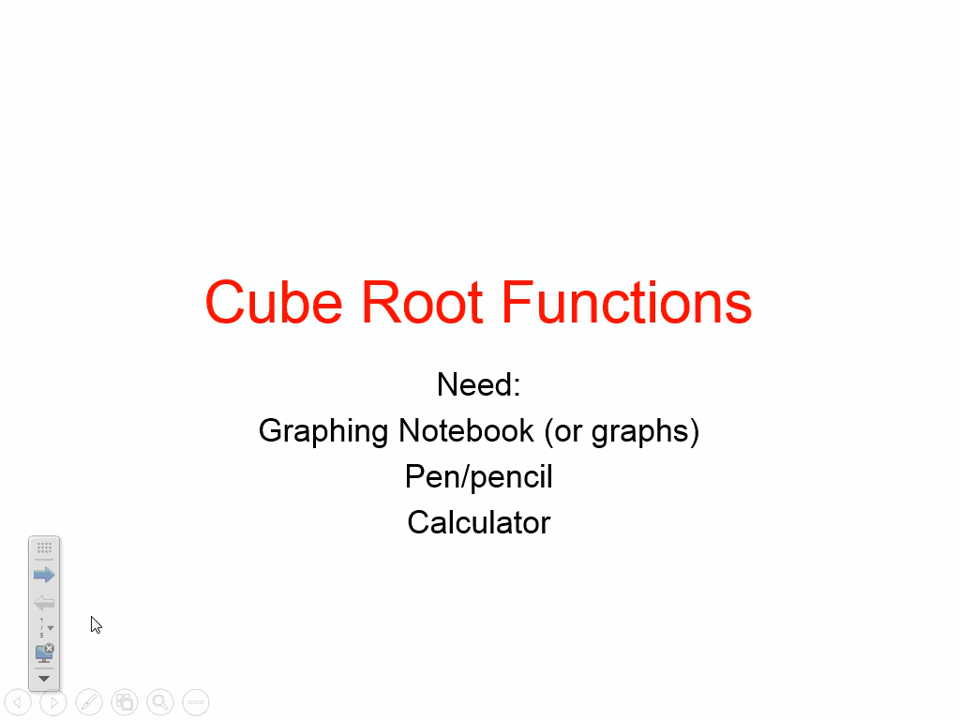 Cube Root Functions
Need:
Graphing Notebook (or graphs)
Pen/pencil
Calculator